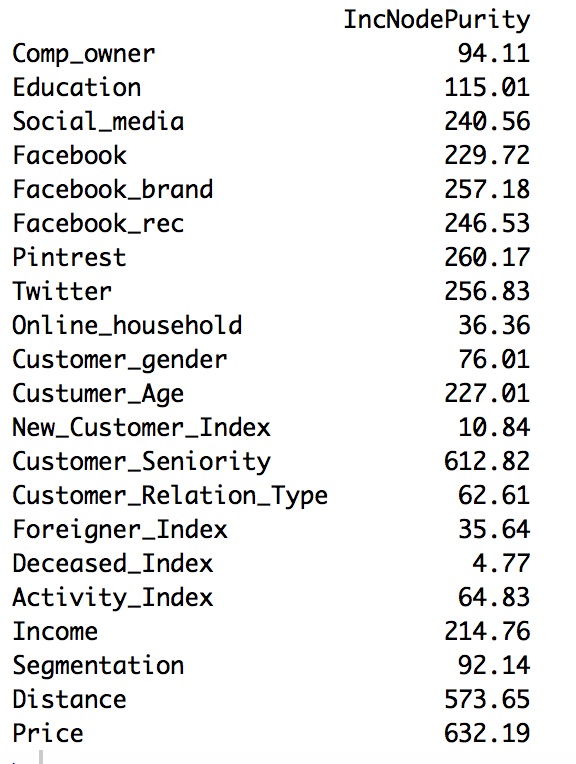 IncNodePurity
Comp_owner 94.11
Education 115.01
Social_media 240.56
Facebook 229.72
Facebook_brand 257.18
Facebook_rec 246.53
Pintrest 260.17
Twitter 256.83
Online_household 36.36
Customer_gender 76.01
Custumer_Age 227.01
New_Customer_Index 10.84
Customer_Seniority 612.82
Customer_Relation_Type 62.61
Foreigner_Index 35.64
Deceased_Index 4.77
Activity_Index 64.83
Income 214.76
Segmentation 92.14
Distance 573.65
Price 632.19